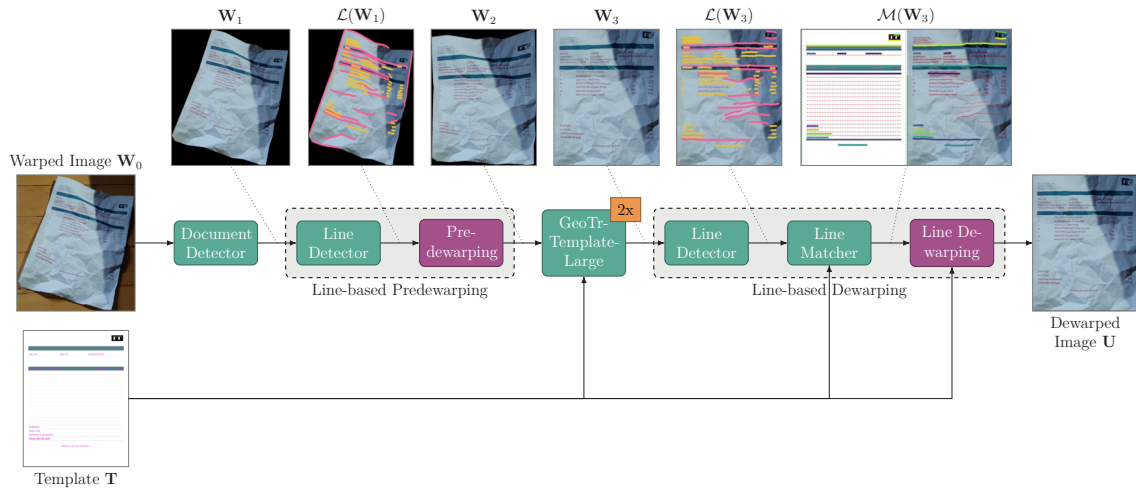 W₁
ℒ(W₁)
W₂
W₃
ℒ(W₃)
ℳ(W₃)
Warped Image W₀
Document
Detector
Line
Detector
Pre-
dewarping
Line-based Predewarping
GeoTr-
Template-
Large
2x
Line
Detector
Line
Matcher
Line De-
warping
Line-based Dewarping
Dewarped
Image U
Template T